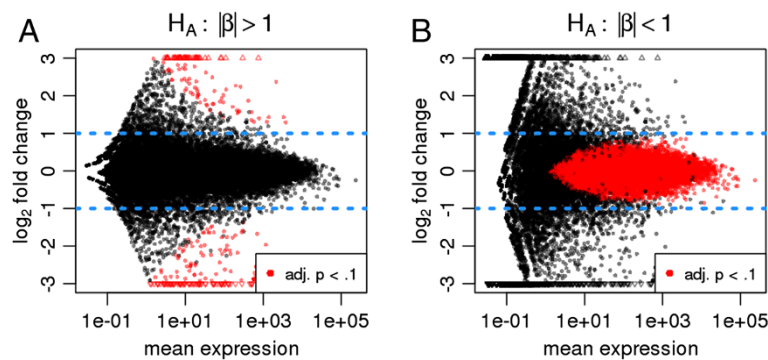 A
H_A : |β| > 1
log₂ fold change
3
2
1
0
-1
-2
-3
adj. p < .1
1e-01
1e+01
1e+03
1e+05
mean expression
B
H_A : |β| < 1
log₂ fold change
3
2
1
0
-1
-2
-3
adj. p < .1
1e-01
1e+01
1e+03
1e+05
mean expression